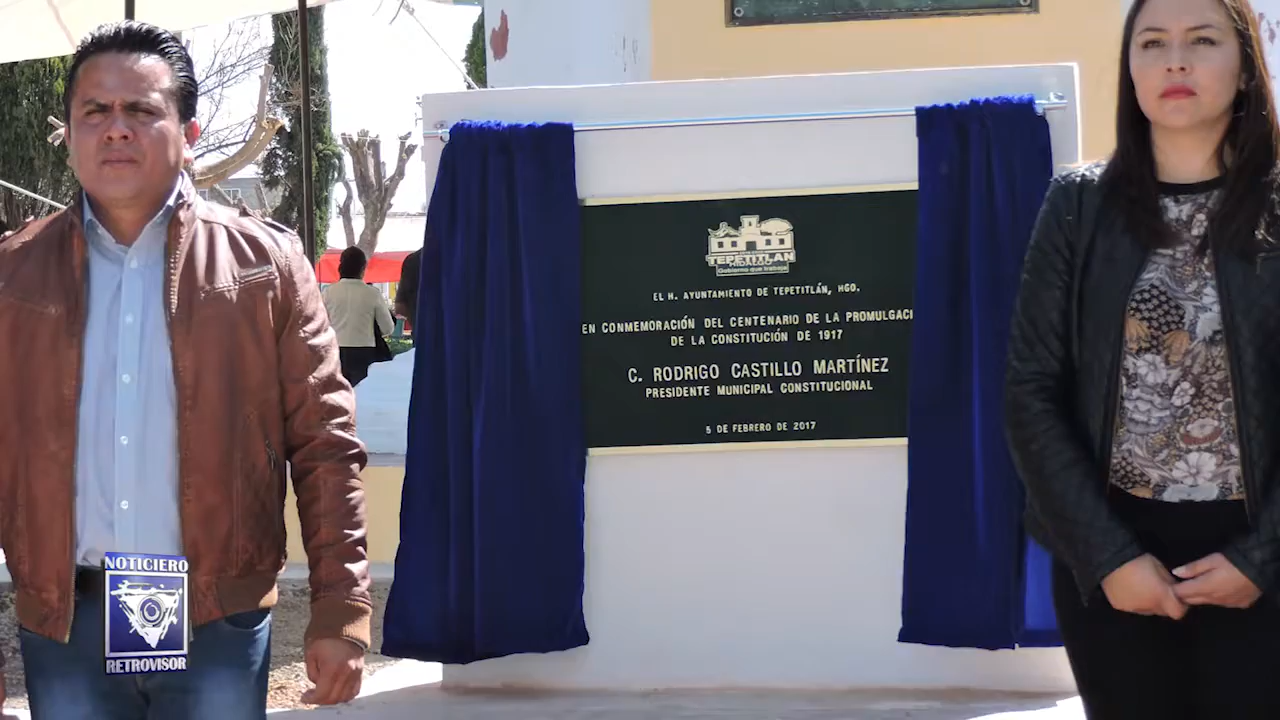 TEPETITLAN
HIDALGO
Gobierno que trabaja
EL H. AYUNTAMIENTO DE TEPETITLÁN, HGO.
EN CONMEMORACIÓN DEL CENTENARIO DE LA PROMULGACI
DE LA CONSTITUCIÓN DE 1917
C. RODRIGO CASTILLO MARTÍNEZ
PRESIDENTE MUNICIPAL CONSTITUCIONAL
5 DE FEBRERO DE 2017
NOTICIERO
RETROVISOR